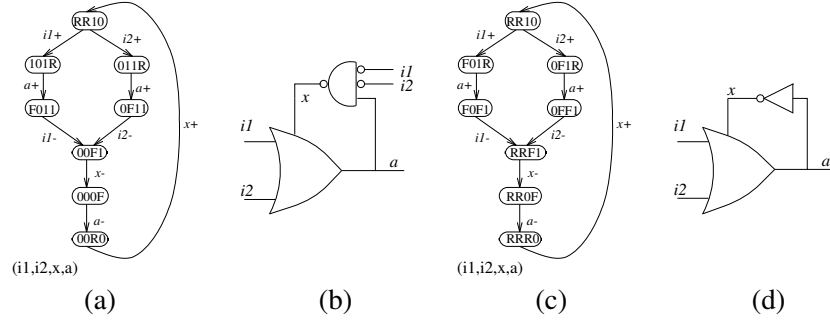 RR10
i1+ i2+
101R 011R
a+ a+
F011 0F11
x+
i1- i2-
00F1
x-
000F
a-
00R0
(i1,i2,x,a)
(a)
i1
i2
x
i1
a
i2
(b)
RR10
i1+ i2+
F01R 0F1R
a+ a+
F0F1 0FF1
x+
i1- i2-
RRF1
x-
RR0F
a-
RRR0
(i1,i2,x,a)
(c)
x
i1
a
i2
(d)